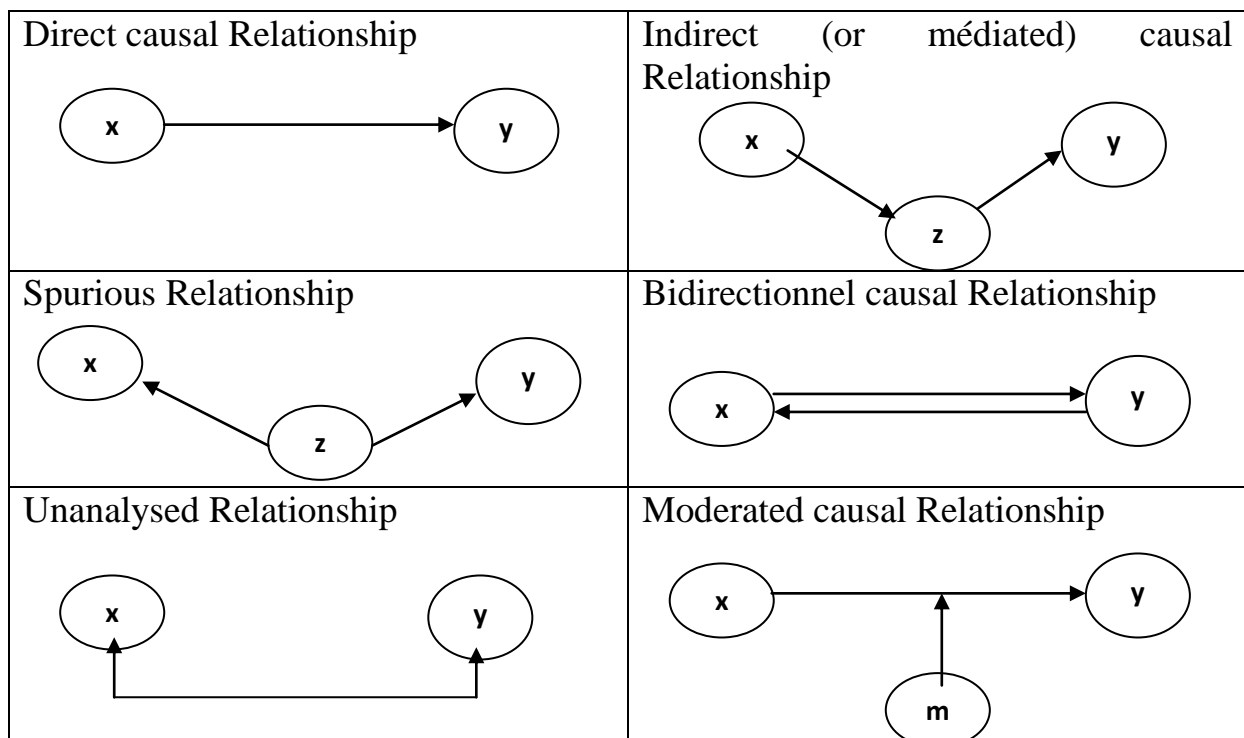 Direct causal Relationship
x
y
Indirect (or médiated) causal
Relationship
x
y
z
Spurious Relationship
x
y
z
Bidirectionnel causal Relationship
x
y
Unanalysed Relationship
x
y
Moderated causal Relationship
x
y
m